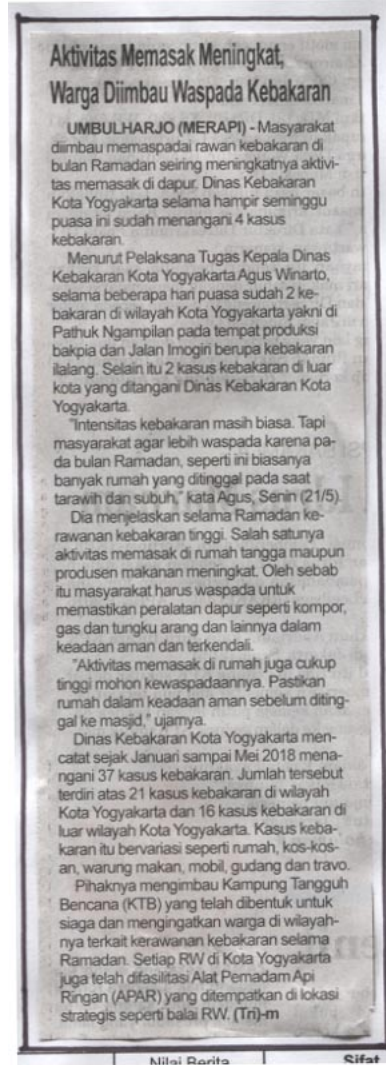 Aktivitas Memasak Meningkat,
Warga Diimbau Waspada Kebakaran
UMBULHARJO (MERAPI) - Masyarakat
diimbau memaspadai rawan kebakaran di
bulan Ramadan seiring meningkatnya aktivi-
tas memasak di dapur. Dinas Kebakaran
Kota Yogyakarta selama hampir seminggu
puasa ini sudah menangani 4 kasus
kebakaran.
Menurut Pelaksana Tugas Kepala Dinas
Kebakaran Kota Yogyakarta Agus Winarto,
selama beberapa hari puasa sudah 2 ke-
bakaran di wilayah Kota Yogyakarta yakni di
Pathuk Ngampilan pada tempat produksi
bakpia dan Jalan Imogiri berupa kebakaran
ilalang. Selain itu 2 kasus kebakaran di luar
kota yang ditangani Dinas Kebakaran Kota
Yogyakarta.
"Intensitas kebakaran masih biasa. Tapi
masyarakat agar lebih waspada karena pa-
da bulan Ramadan, seperti ini biasanya
banyak rumah yang ditinggal pada saat
tarawih dan subuh," kata Agus, Senin (21/5).
Dia menjelaskan selama Ramadan ke-
rawanan kebakaran tinggi. Salah satunya
aktivitas memasak di rumah tangga maupun
produsen makanan meningkat. Oleh sebab
itu masyarakat harus waspada untuk
memastikan peralatan dapur seperti kompor,
gas dan tungku arang dan lainnya dalam
keadaan aman dan terkendali.
"Aktivitas memasak di rumah juga cukup
tinggi mohon kewaspadaannya. Pastikan
rumah dalam keadaan aman sebelum diting-
gal ke masjid," ujarnya.
Dinas Kebakaran Kota Yogyakarta men-
catat sejak Januari sampai Mei 2018 mena-
ngani 37 kasus kebakaran. Jumlah tersebut
terdiri atas 21 kasus kebakaran di wilayah
Kota Yogyakarta dan 16 kasus kebakaran di
luar wilayah Kota Yogyakarta. Kasus keba-
karan itu bervariasi seperti rumah, kos-kos-
an, warung makan, mobil, gudang dan travo.
Pihaknya mengimbau Kampung Tangguh
Bencana (KTB) yang telah dibentuk untuk
siaga dan mengingatkan warga di wilayah-
nya terkait kerawanan kebakaran selama
Ramadan. Setiap RW di Kota Yogyakarta
juga telah difasilitasi Alat Pemadam Api
Ringan (APAR) yang ditempatkan di lokasi
strategis seperti balai RW. (Tri)-m
Nilai Berita
Sifat